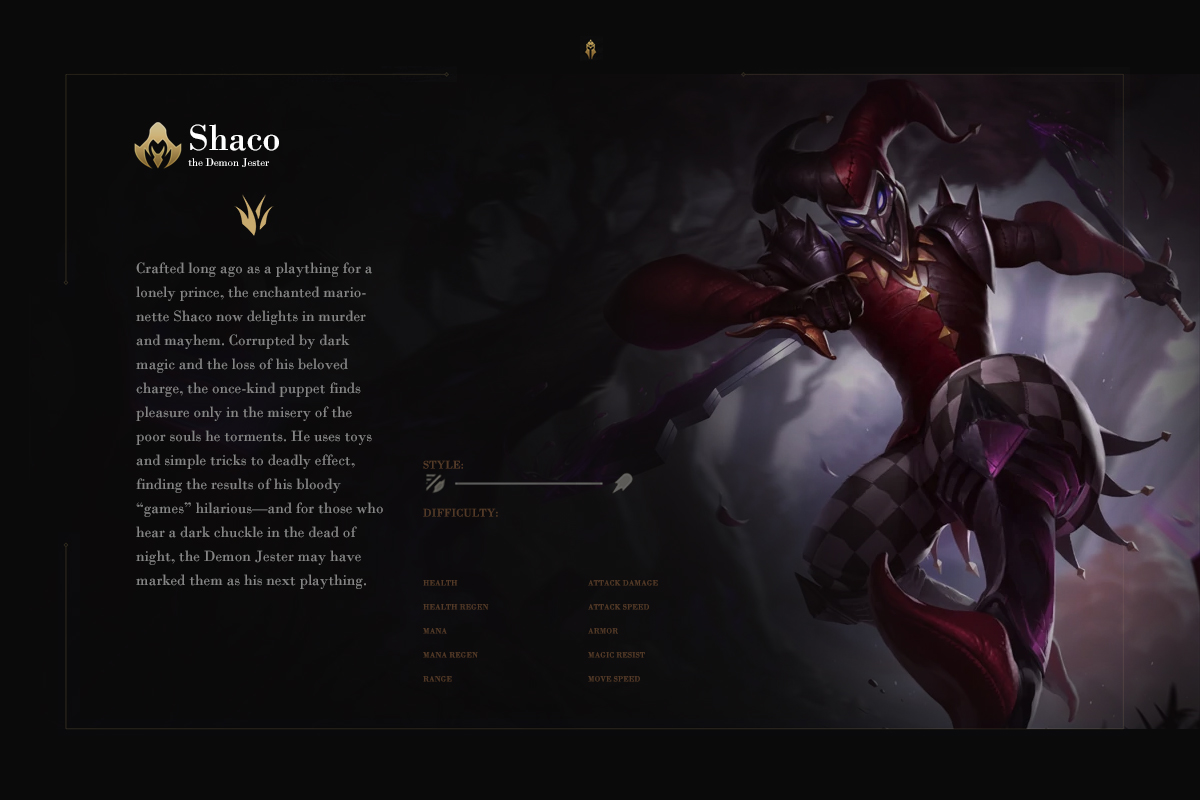 Shaco
the Demon Jester
Crafted long ago as a plaything for a
lonely prince, the enchanted mario-
nette Shaco now delights in murder
and mayhem. Corrupted by dark
magic and the loss of his beloved
charge, the once-kind puppet finds
pleasure only in the misery of the
poor souls he torments. He uses toys
and simple tricks to deadly effect,
finding the results of his bloody
“games” hilarious—and for those who
hear a dark chuckle in the dead of
night, the Demon Jester may have
marked them as his next plaything.
STYLE:
DIFFICULTY:
HEALTH
HEALTH REGEN
MANA
MANA REGEN
RANGE
ATTACK DAMAGE
ATTACK SPEED
ARMOR
MAGIC RESIST
MOVE SPEED